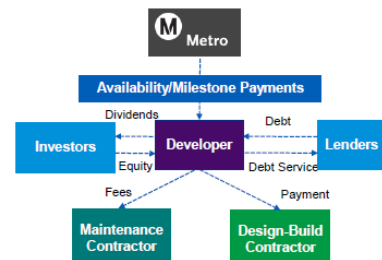 M
Metro
Availability/Milestone Payments
Dividends
Debt
Investors
Developer
Lenders
Equity
Debt Service
Fees
Payment
Maintenance
Contractor
Design-Build
Contractor